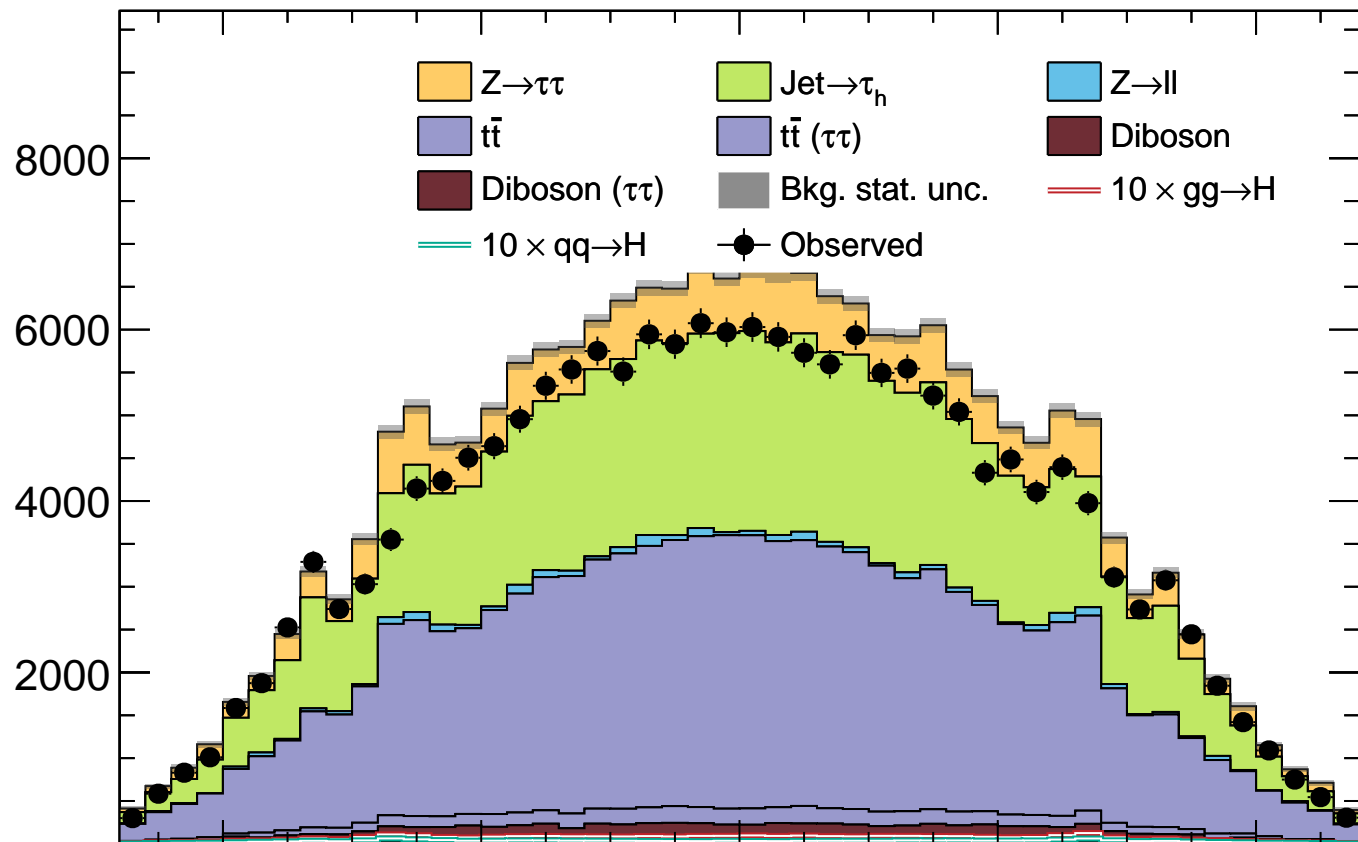 Z→ττ Jet→τₕ Z→ll
tt̄ tt̄ (ττ) Diboson
Diboson (ττ) Bkg. stat. unc. 10 × gg→H
10 × qq→H Observed
8000
6000
4000
2000